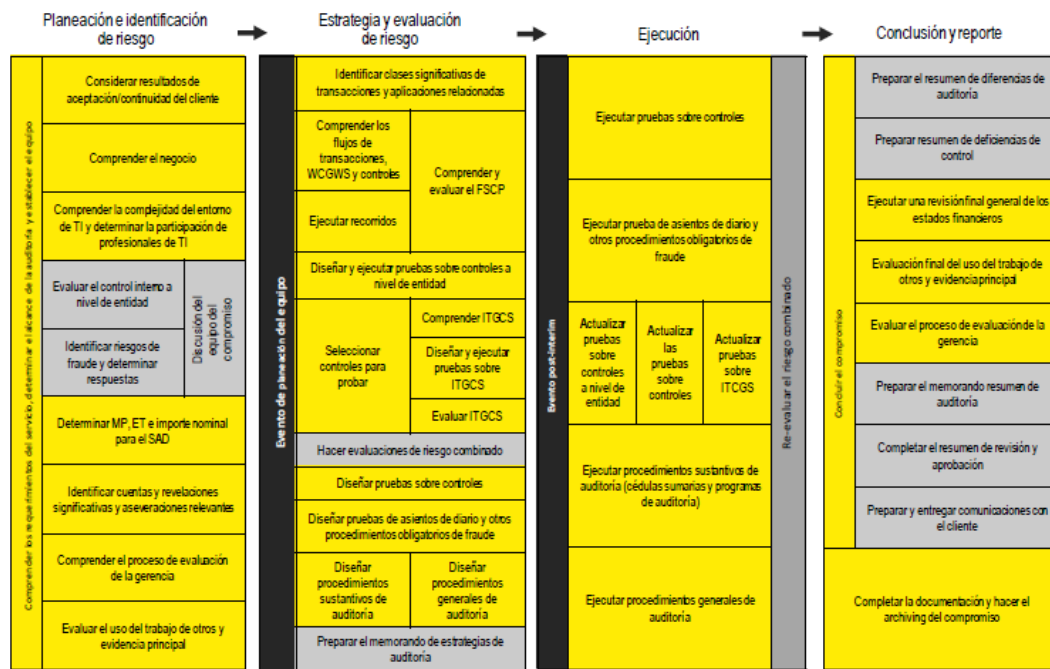 Planeación e identificación
de riesgo
Estrategia y evaluación
de riesgo
Ejecución
Conclusión y reporte
Comprender los requerimientos del servicio, determinar el alcance de la auditoría y establecer el equipo
Considerar resultados de
aceptación/continuidad del cliente
Comprender el negocio
Comprender la complejidad del entorno
de TI y determinar la participación de
profesionales de TI
Evaluar el control interno a
nivel de entidad
Identificar riesgos de
fraude y determinar
respuestas
Discusión del
equipo del
compromiso
Determinar MP, ET e importe nominal
para el SAD
Identificar cuentas y revelaciones
significativas y aseveraciones relevantes
Comprender el proceso de evaluación
de la gerencia
Evaluar el uso del trabajo de otros y
evidencia principal
Evento de planeación del equipo
Identificar clases significativas de
transacciones y aplicaciones relacionadas
Comprender los
flujos de
transacciones,
WCGWS y controles
Ejecutar recorridos
Comprender y
evaluar el FSCP
Diseñar y ejecutar pruebas sobre controles a
nivel de entidad
Seleccionar
controles para
probar
Comprender ITGCS
Diseñar y ejecutar
pruebas sobre
ITGCS
Evaluar ITGCS
Hacer evaluaciones de riesgo combinado
Diseñar pruebas sobre controles
Diseñar pruebas de asientos de diario y otros
procedimientos obligatorios de fraude
Diseñar
procedimientos
sustantivos de
auditoría
Diseñar
procedimientos
generales de
auditoría
Preparar el memorando de estrategias de
auditoría
Evento post-interim
Ejecutar pruebas sobre controles
Ejecutar prueba de asientos de diario y
otros procedimientos obligatorios de
fraude
Actualizar
pruebas
sobre
controles
a nivel de
entidad
Actualizar
las
pruebas
sobre
controles
Actualizar
pruebas
sobre
ITCGS
Ejecutar procedimientos sustantivos de
auditoría (cédulas sumarias y programas
de auditoría)
Ejecutar procedimientos generales de
auditoría
Re-evaluar el riesgo combinado
Concluir el compromiso
Preparar el resumen de diferencias de
auditoría
Preparar resumen de deficiencias de
control
Ejecutar una revisión final general de los
estados financieros
Evaluación final del uso del trabajo de
otros y evidencia principal
Evaluar el proceso de evaluación de la
gerencia
Preparar el memorando resumen de
auditoría
Completar el resumen de revisión y
aprobación
Preparar y entregar comunicaciones con
el cliente
Completar la documentación y hacer el
archiving del compromiso